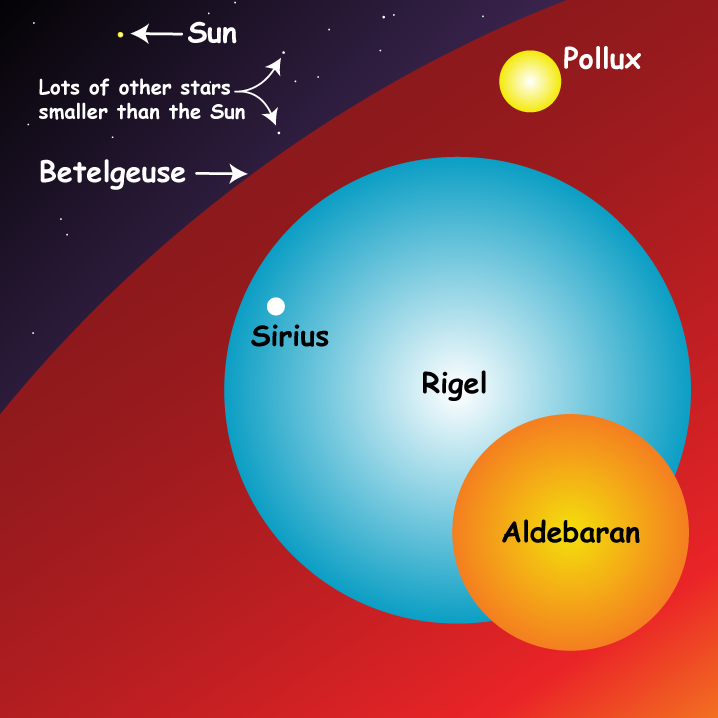 Sun
Pollux
Lots of other stars
smaller than the Sun
Betelgeuse
Sirius
Rigel
Aldebaran